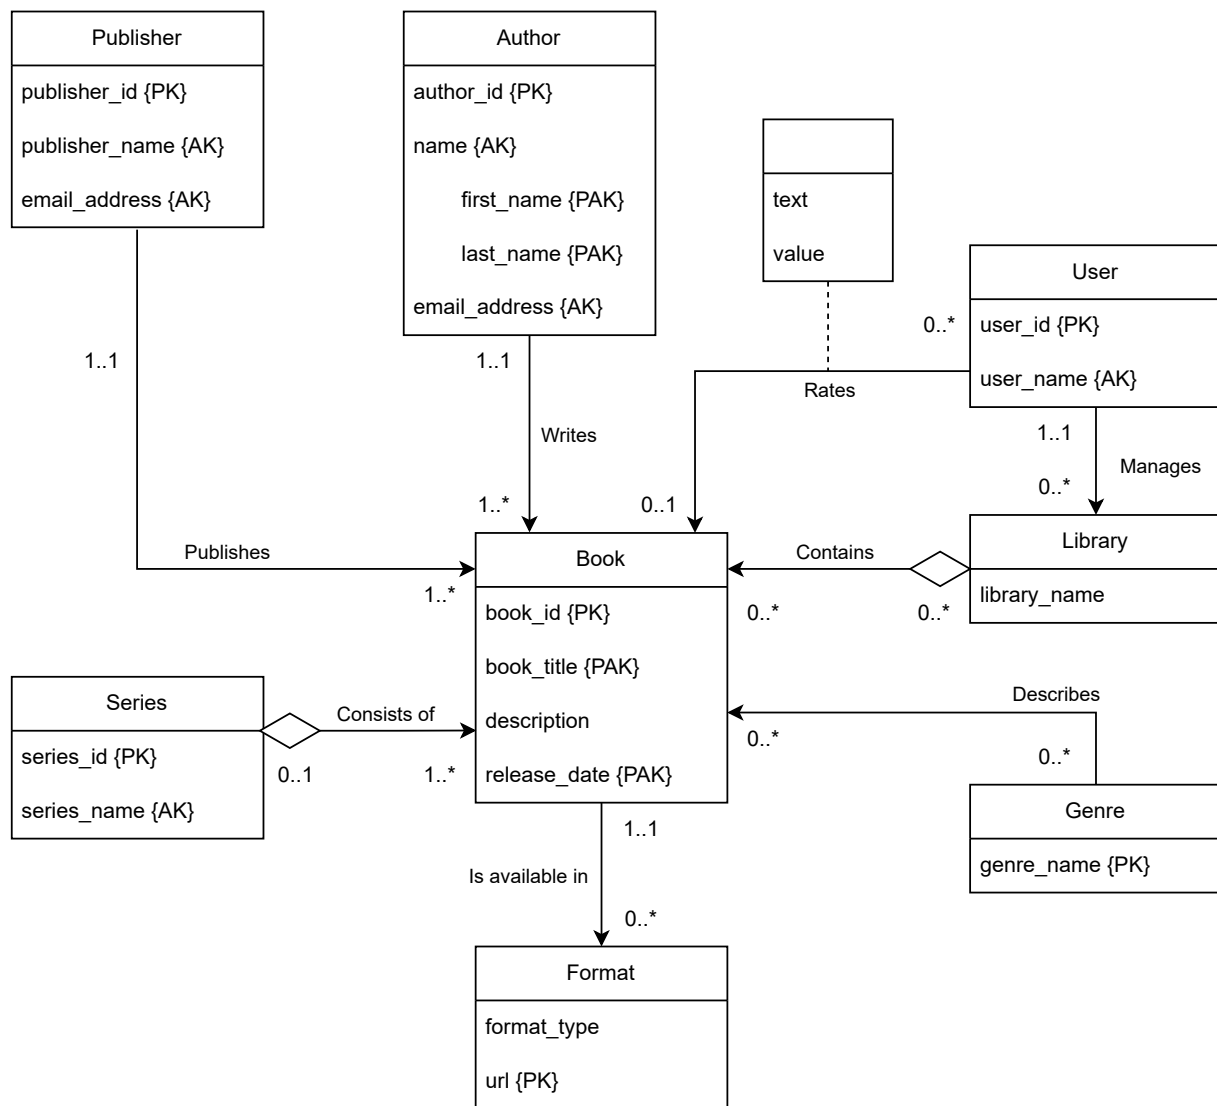 Publisher
publisher_id {PK}
publisher_name {AK}
email_address {AK}
Author
author_id {PK}
name {AK}
first_name {PAK}
last_name {PAK}
email_address {AK}
text
value
User
user_id {PK}
user_name {AK}
0..*
1..1
1..1
Rates
Writes
1..1
Manages
0..*
1..*
0..1
Publishes
1..*
Book
book_id {PK}
book_title {PAK}
description
release_date {PAK}
Contains
0..*
0..*
Library
library_name
Series
series_id {PK}
series_name {AK}
Consists of
0..1
1..*
Describes
0..*
0..*
Genre
genre_name {PK}
1..1
Is available in
0..*
Format
format_type
url {PK}